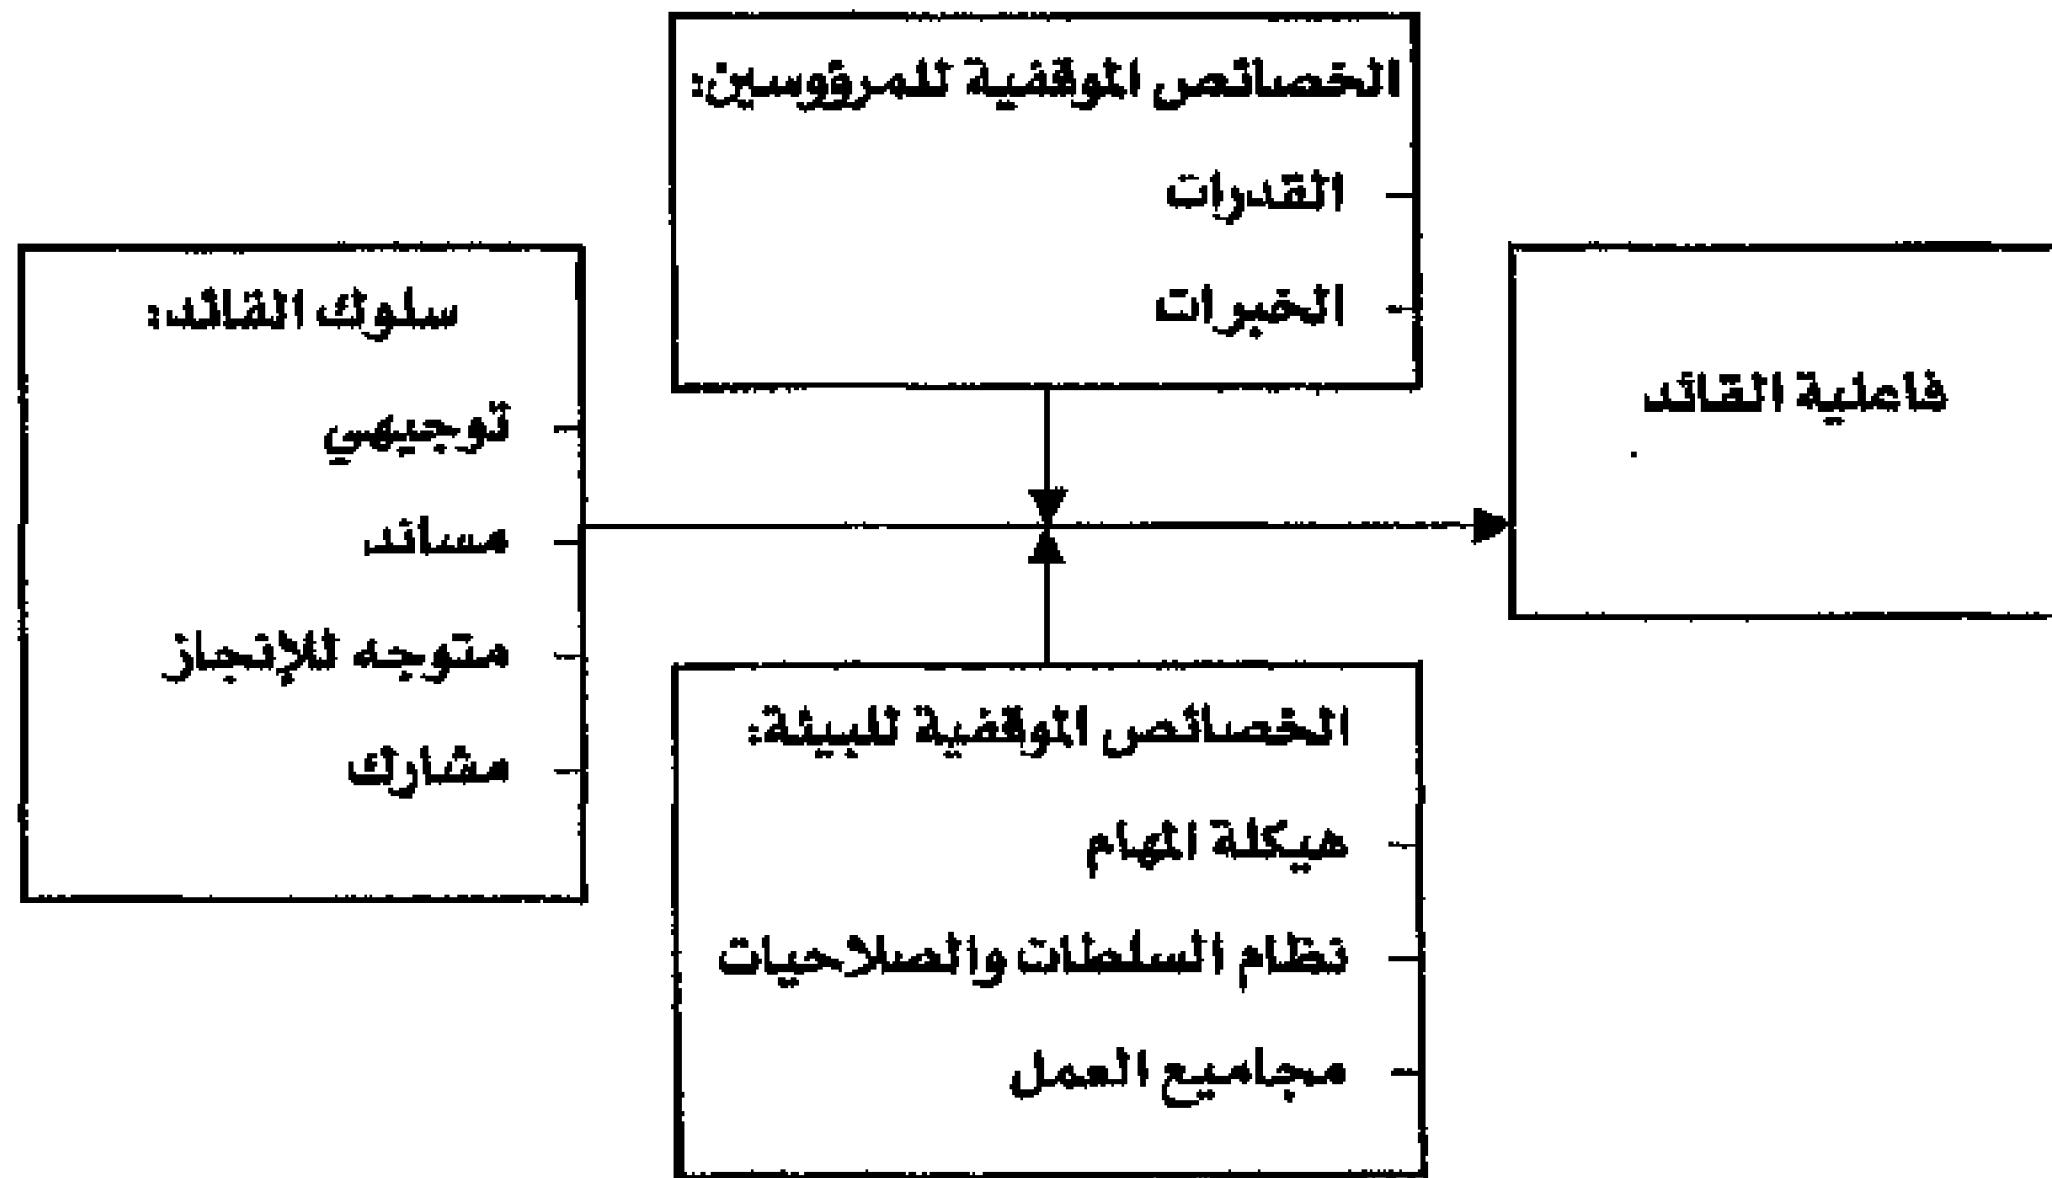 الخصائص الموقفية للمرؤوسين:
- القدرات
- الخبرات
سلوك القائد:
- توجيهي
- مساند
- متوجه للإنجاز
- مشارك
فاعلية القائد
الخصائص الموقفية للبيئة:
- هيكلة المهام
- نظام السلطات والصلاحيات
- مجاميع العمل